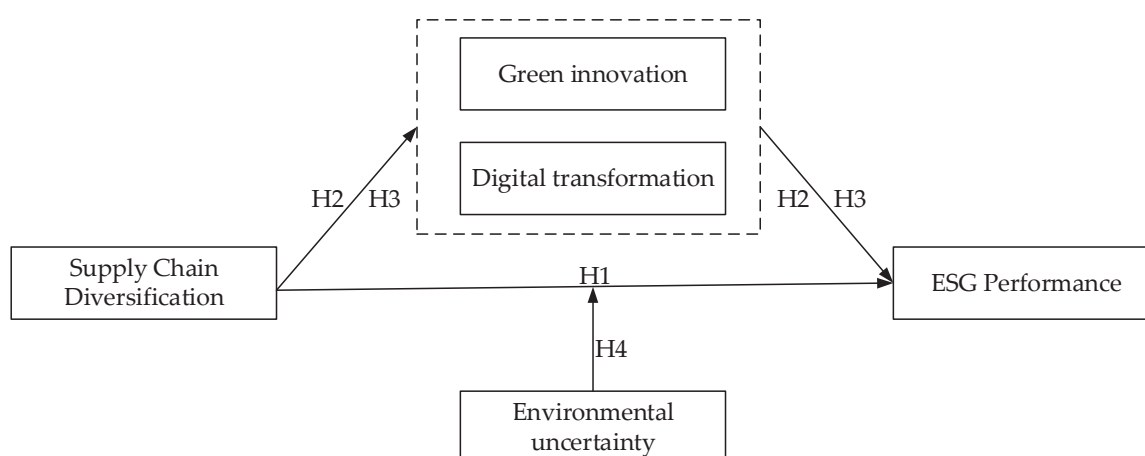 Green innovation
Digital transformation
H2
H3
H2
H3
Supply Chain
Diversification
H1
ESG Performance
H4
Environmental
uncertainty